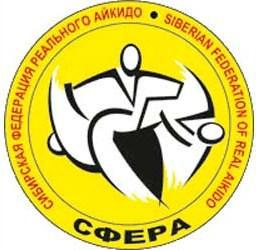 СИБИРСКАЯ ФЕДЕРАЦИЯ РЕАЛЬНОГО АЙКИДО • SIBERIAN FEDERATION OF REAL AIKIDO
СФЕРА